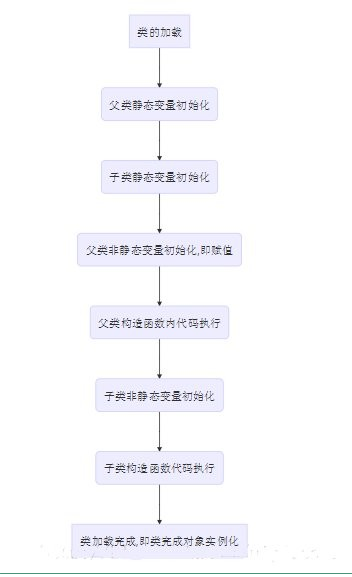 类的加载
父类静态变量初始化
子类静态变量初始化
父类非静态变量初始化,即赋值
父类构造函数内代码执行
子类非静态变量初始化
子类构造函数代码执行
类加载完成,即类完成对象实例化